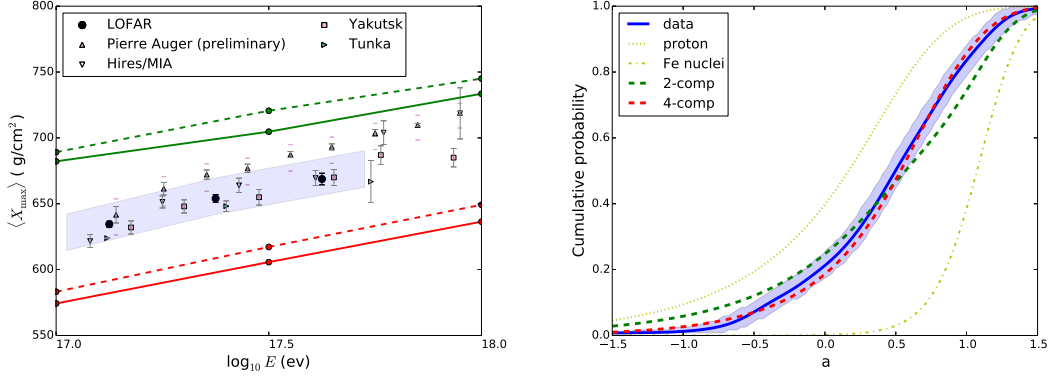 LOFAR
Pierre Auger (preliminary)
Hires/MIA
Yakutsk
Tunka
800
750
700
650
600
550
17.0
17.5
18.0
⟨X_max⟩ ( g/cm²)
log₁₀ E (ev)
data
proton
Fe nuclei
2-comp
4-comp
1.0
0.8
0.6
0.4
0.2
0.0
−1.5
−1.0
−0.5
0.0
0.5
1.0
1.5
Cumulative probability
a